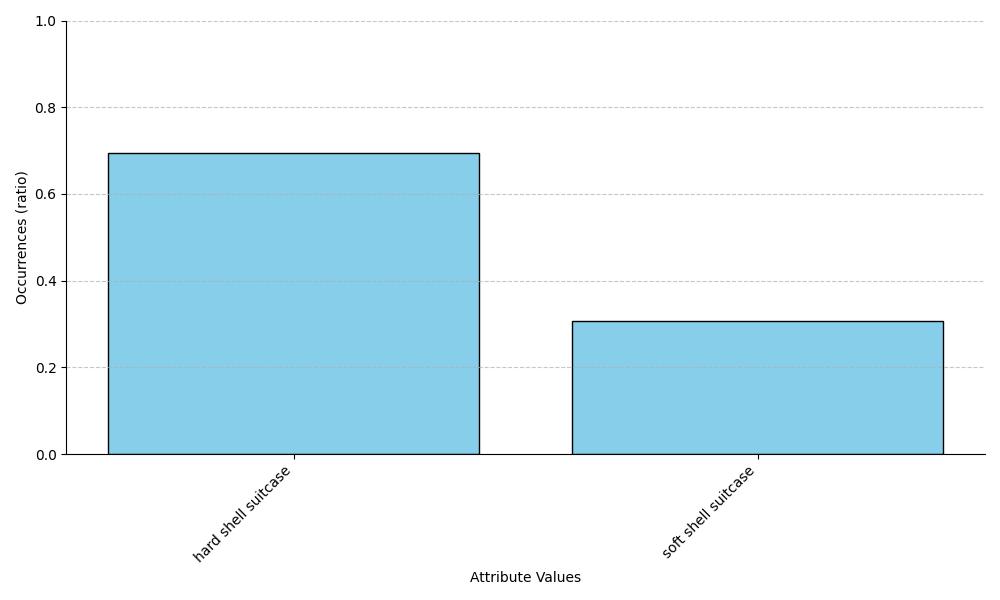 1.0
0.8
0.6
0.4
0.2
0.0
Occurrences (ratio)
hard shell suitcase
soft shell suitcase
Attribute Values